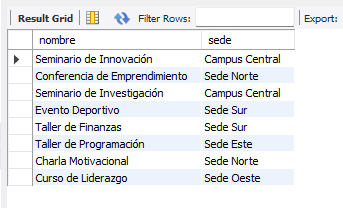 Result Grid Filter Rows: Export:
nombre sede
Seminario de Innovación Campus Central
Conferencia de Emprendimiento Sede Norte
Seminario de Investigación Campus Central
Evento Deportivo Sede Sur
Taller de Finanzas Sede Sur
Taller de Programación Sede Este
Charla Motivacional Sede Norte
Curso de Liderazgo Sede Oeste